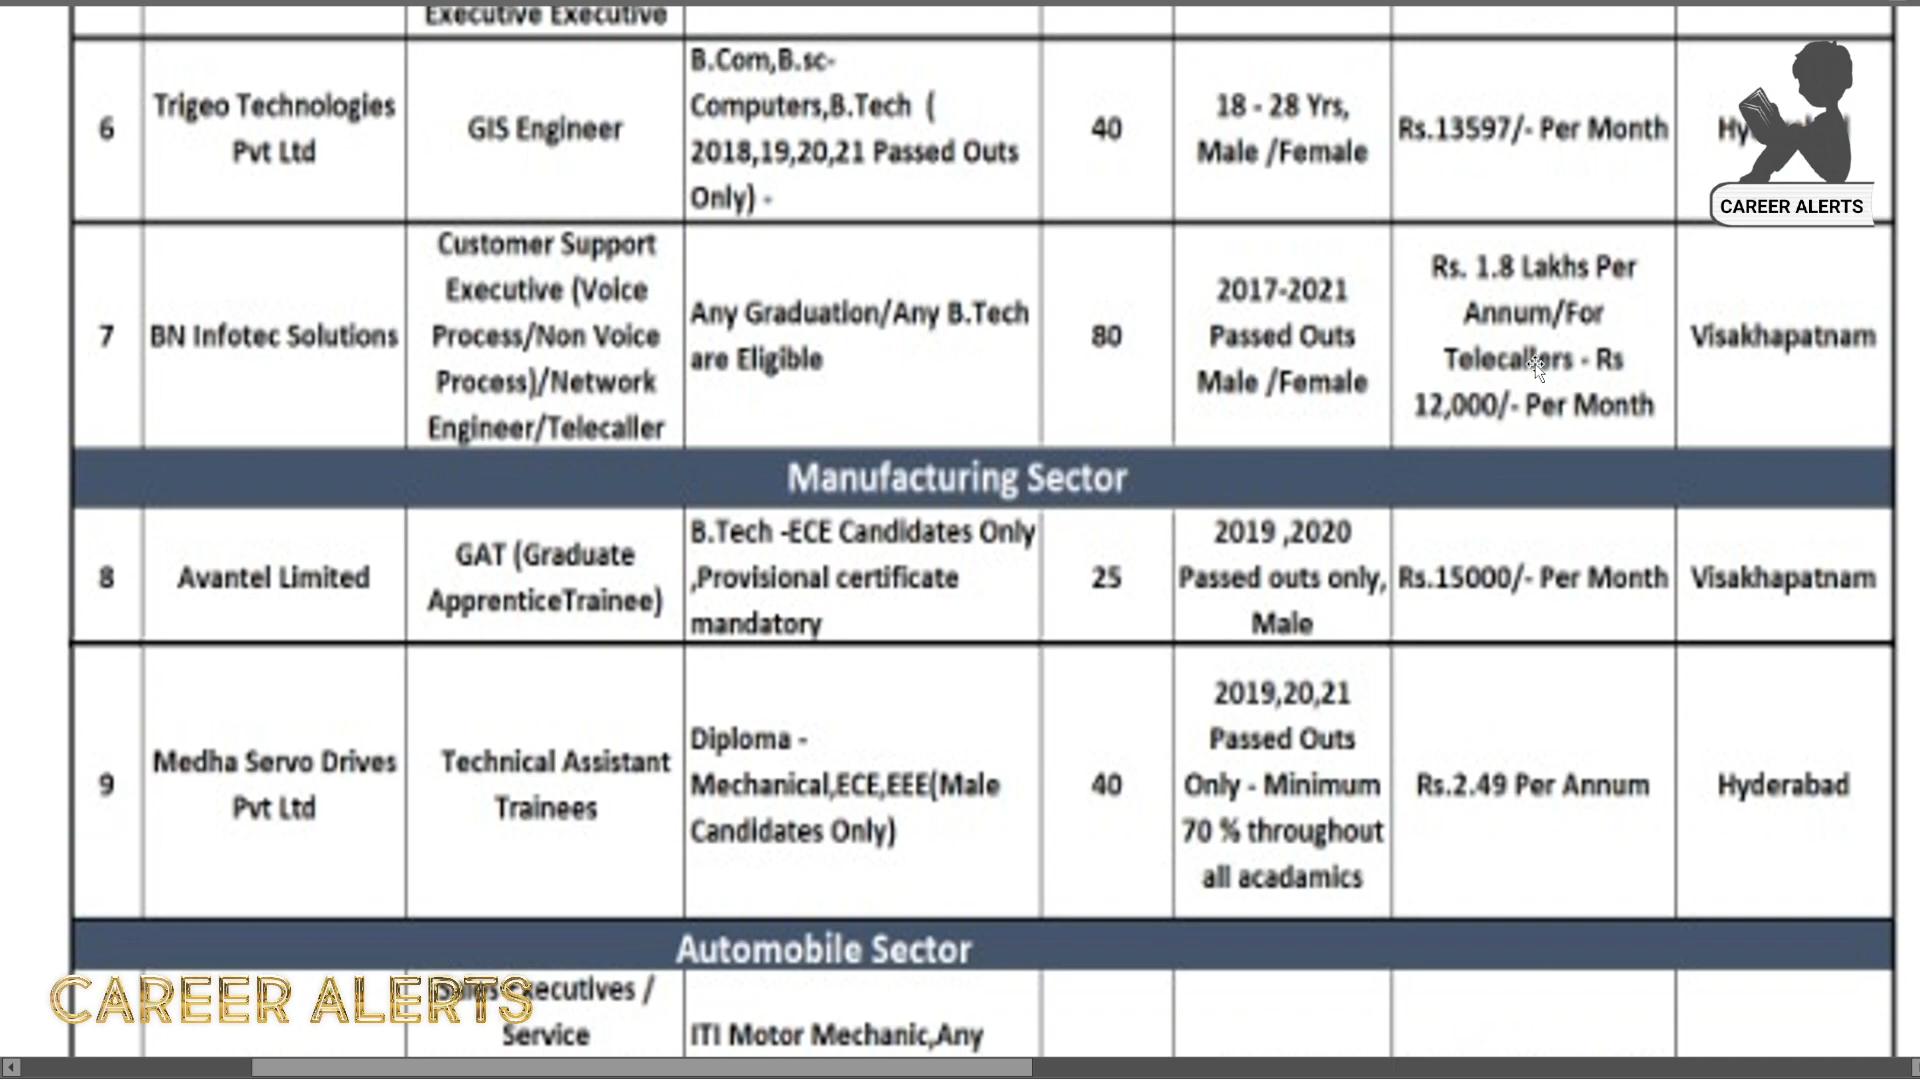 Executive Executive
6
Trigeo Technologies
Pvt Ltd
GIS Engineer
B.Com,B.sc-
Computers,B.Tech (
2018,19,20,21 Passed Outs
Only) -
40
18 - 28 Yrs,
Male /Female
Rs.13597/- Per Month
CAREER ALERTS
7
BN Infotec Solutions
Customer Support
Executive (Voice
Process/Non Voice
Process)/Network
Engineer/Telecaller
Any Graduation/Any B.Tech
are Eligible
80
2017-2021
Passed Outs
Male /Female
Rs. 1.8 Lakhs Per
Annum/For
Telecallers - Rs
12,000/- Per Month
Visakhapatnam
Manufacturing Sector
8
Avantel Limited
GAT (Graduate
ApprenticeTrainee)
B.Tech -ECE Candidates Only
,Provisional certificate
mandatory
25
2019 ,2020
Passed outs only,
Male
Rs.15000/- Per Month
Visakhapatnam
9
Medha Servo Drives
Pvt Ltd
Technical Assistant
Trainees
Diploma -
Mechanical,ECE,EEE(Male
Candidates Only)
40
2019,20,21
Passed Outs
Only - Minimum
70 % throughout
all acadamics
Rs.2.49 Per Annum
Hyderabad
Automobile Sector
CAREER ALERTS
Executives /
Service
ITI Motor Mechanic,Any